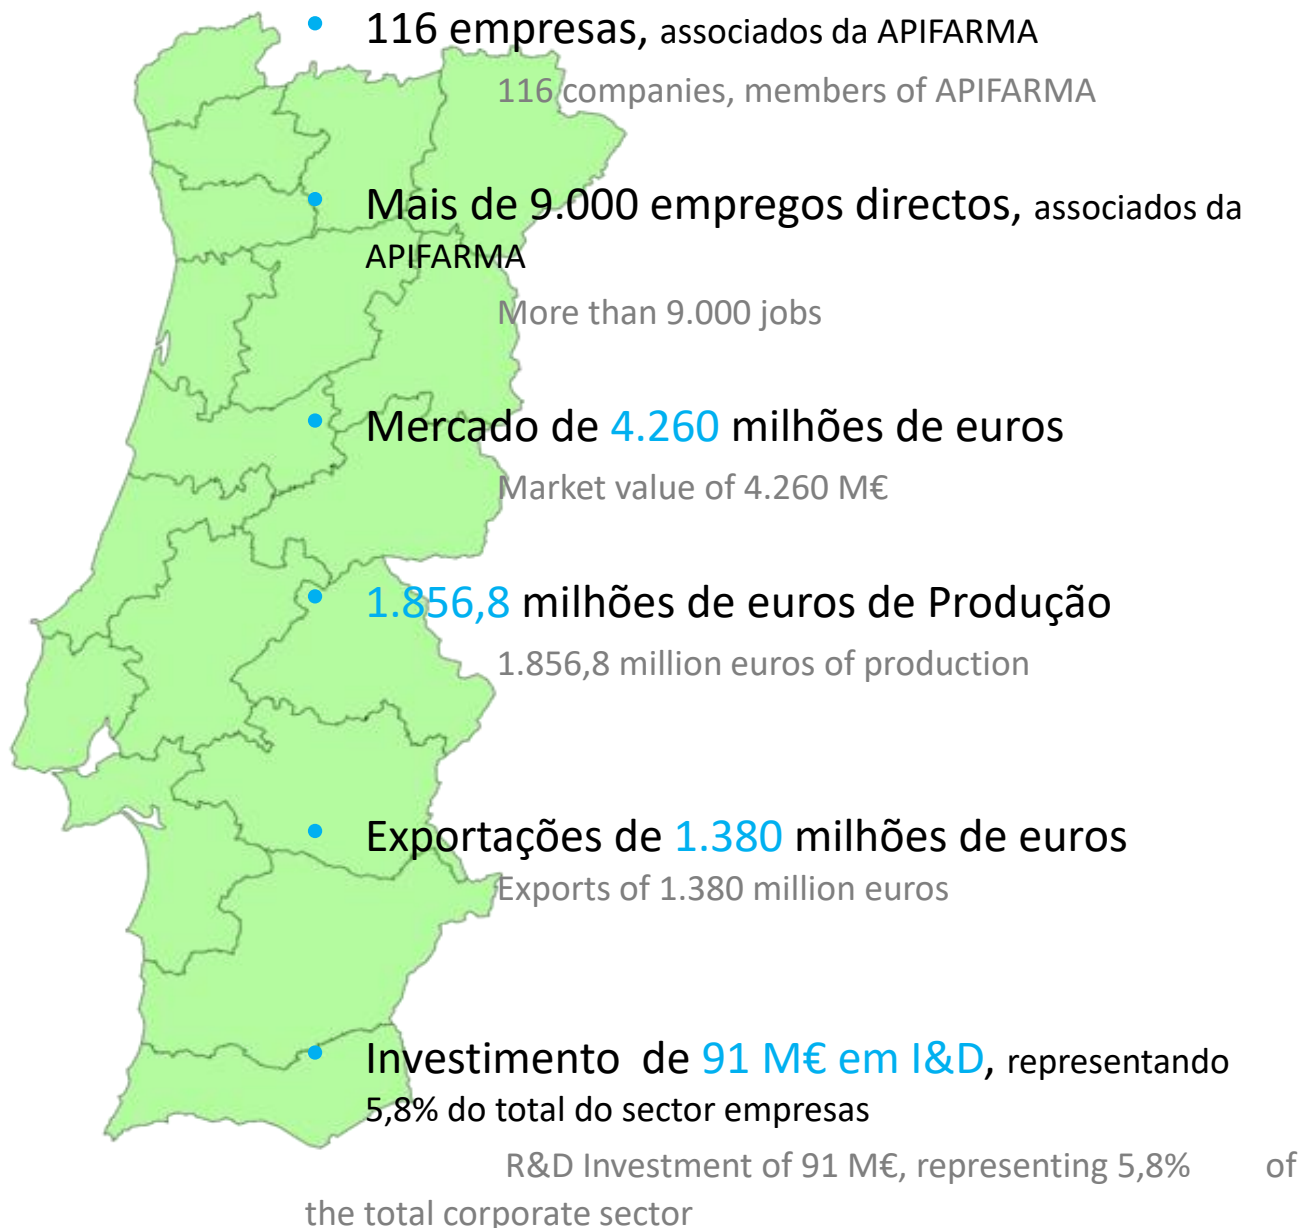 • 116 empresas, associados da APIFARMA
116 companies, members of APIFARMA
• Mais de 9.000 empregos directos, associados da
APIFARMA
More than 9.000 jobs
• Mercado de 4.260 milhões de euros
Market value of 4.260 M€
• 1.856,8 milhões de euros de Produção
1.856,8 million euros of production
• Exportações de 1.380 milhões de euros
Exports of 1.380 million euros
• Investimento de 91 M€ em I&D, representando
5,8% do total do sector empresas
R&D Investment of 91 M€, representing 5,8% of
the total corporate sector